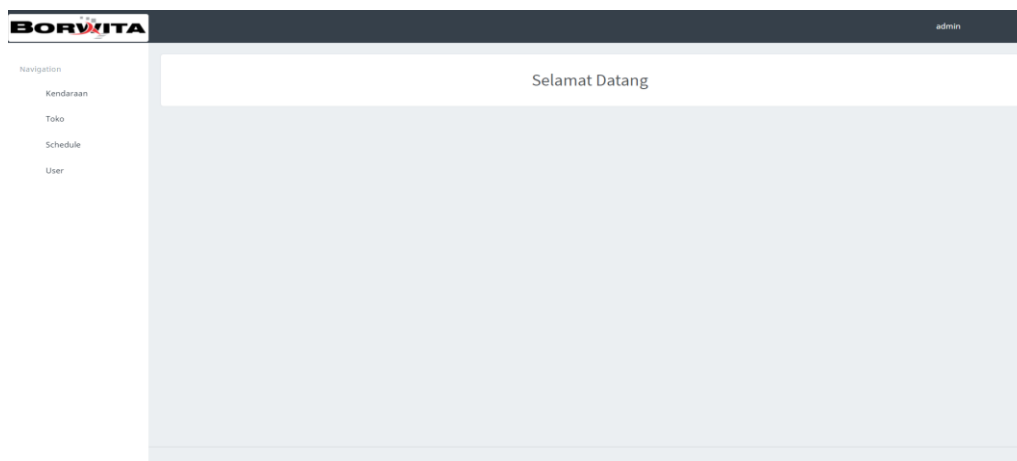 BORWITA
admin
Navigation
Kendaraan
Toko
Schedule
User
Selamat Datang